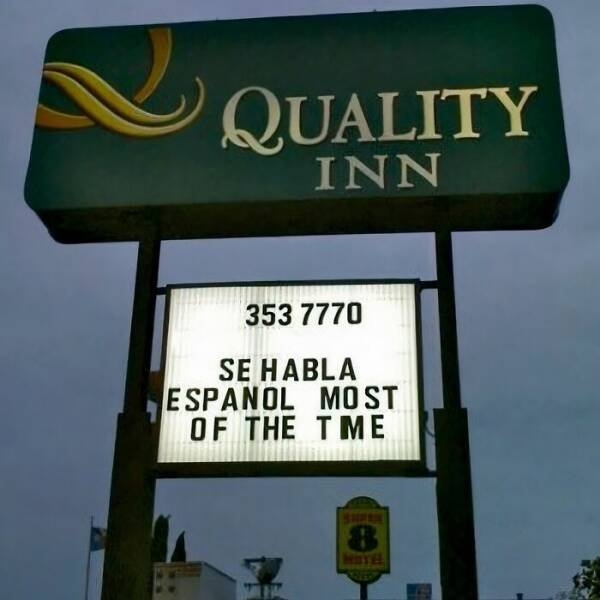 QUALITY
INN
353 7770
SE HABLA
ESPANOL MOST
OF THE TME
SUPER
8
MOTEL